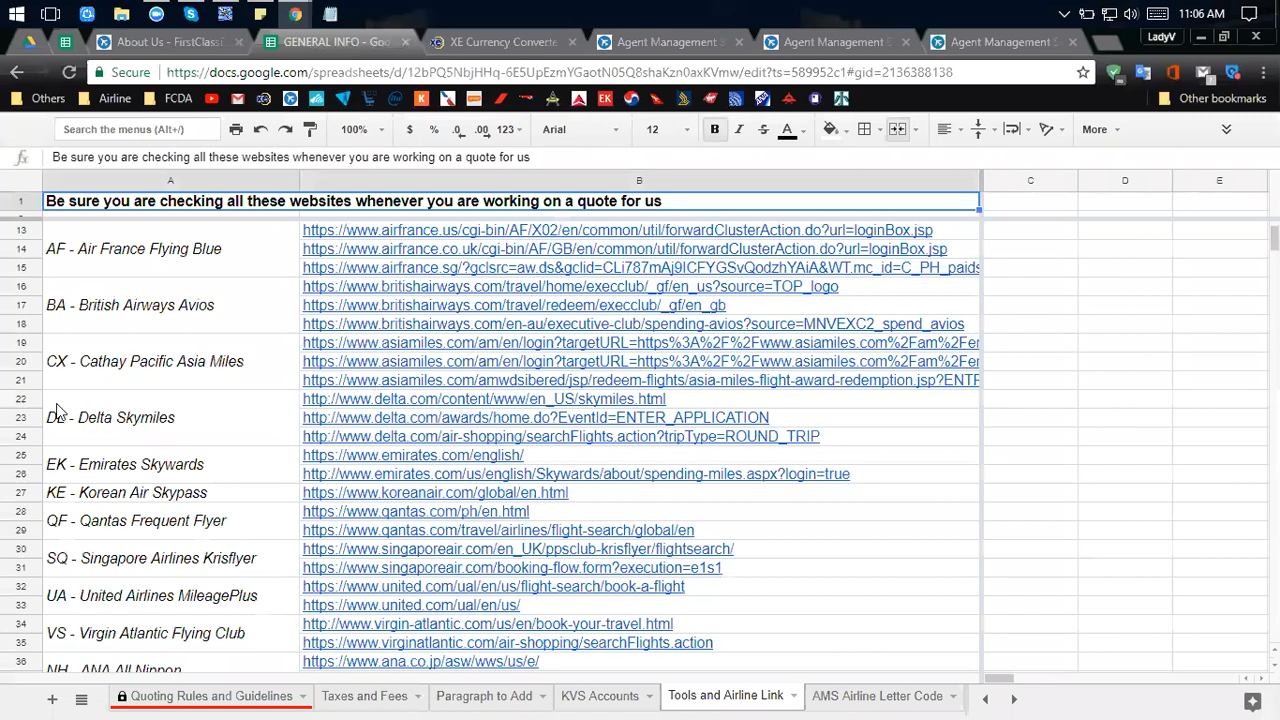 11:06 AM
About Us - FirstClassF
GENERAL INFO - Goo
XE Currency Converte
Agent Management S
Agent Management S
Agent Management S
LadyV
Secure https://docs.google.com/spreadsheets/d/12bPQ5NbjHHq-6E5UpEzmYGaotN05Q8shaKzn0axKVmw/edit?ts=589952c1#gid=2136388138
Others Airline FCDA Other bookmarks
Search the menus (Alt+/) 100% $ % .0 .00 123 Arial 12 B I S A More
fx Be sure you are checking all these websites whenever you are working on a quote for us
A B C D E
1 Be sure you are checking all these websites whenever you are working on a quote for us
13 https://www.airfrance.us/cgi-bin/AF/X02/en/common/util/forwardClusterAction.do?url=loginBox.jsp
14 AF - Air France Flying Blue https://www.airfrance.co.uk/cgi-bin/AF/GB/en/common/util/forwardClusterAction.do?url=loginBox.jsp
15 https://www.airfrance.sg/?gclsrc=aw.ds&gclid=CLi787mAj9ICFYGSvQodzhYAiA&WT.mc_id=C_PH_paids
16 https://www.britishairways.com/travel/home/execclub/_gf/en_us?source=TOP_logo
17 BA - British Airways Avios https://www.britishairways.com/travel/redeem/execclub/_gf/en_gb
18 https://www.britishairways.com/en-au/executive-club/spending-avios?source=MNVEXC2_spend_avios
19 https://www.asiamiles.com/am/en/login?targetURL=https%3A%2F%2Fwww.asiamiles.com%2Fam%2Fen
20 CX - Cathay Pacific Asia Miles https://www.asiamiles.com/am/en/login?targetURL=https%3A%2F%2Fwww.asiamiles.com%2Fam%2Fen
21 https://www.asiamiles.com/amwdsibered/jsp/redeem-flights/asia-miles-flight-award-redemption.jsp?ENTR
22 http://www.delta.com/content/www/en_US/skymiles.html
23 DL - Delta Skymiles http://www.delta.com/awards/home.do?EventId=ENTER_APPLICATION
24 http://www.delta.com/air-shopping/searchFlights.action?tripType=ROUND_TRIP
25 https://www.emirates.com/english/
26 EK - Emirates Skywards http://www.emirates.com/us/english/Skywards/about/spending-miles.aspx?login=true
27 KE - Korean Air Skypass https://www.koreanair.com/global/en.html
28 https://www.qantas.com/ph/en.html
29 QF - Qantas Frequent Flyer https://www.qantas.com/travel/airlines/flight-search/global/en
30 https://www.singaporeair.com/en_UK/ppsclub-krisflyer/flightsearch/
31 SQ - Singapore Airlines Krisflyer https://www.singaporeair.com/booking-flow.form?execution=e1s1
32 https://www.united.com/ual/en/us/flight-search/book-a-flight
33 UA - United Airlines MileagePlus https://www.united.com/ual/en/us/
34 http://www.virgin-atlantic.com/us/en/book-your-travel.html
35 VS - Virgin Atlantic Flying Club https://www.virginatlantic.com/air-shopping/searchFlights.action
36 NH - ANA All Nippon https://www.ana.co.jp/asw/wws/us/e/
Quoting Rules and Guidelines Taxes and Fees Paragraph to Add KVS Accounts Tools and Airline Link AMS Airline Letter Code